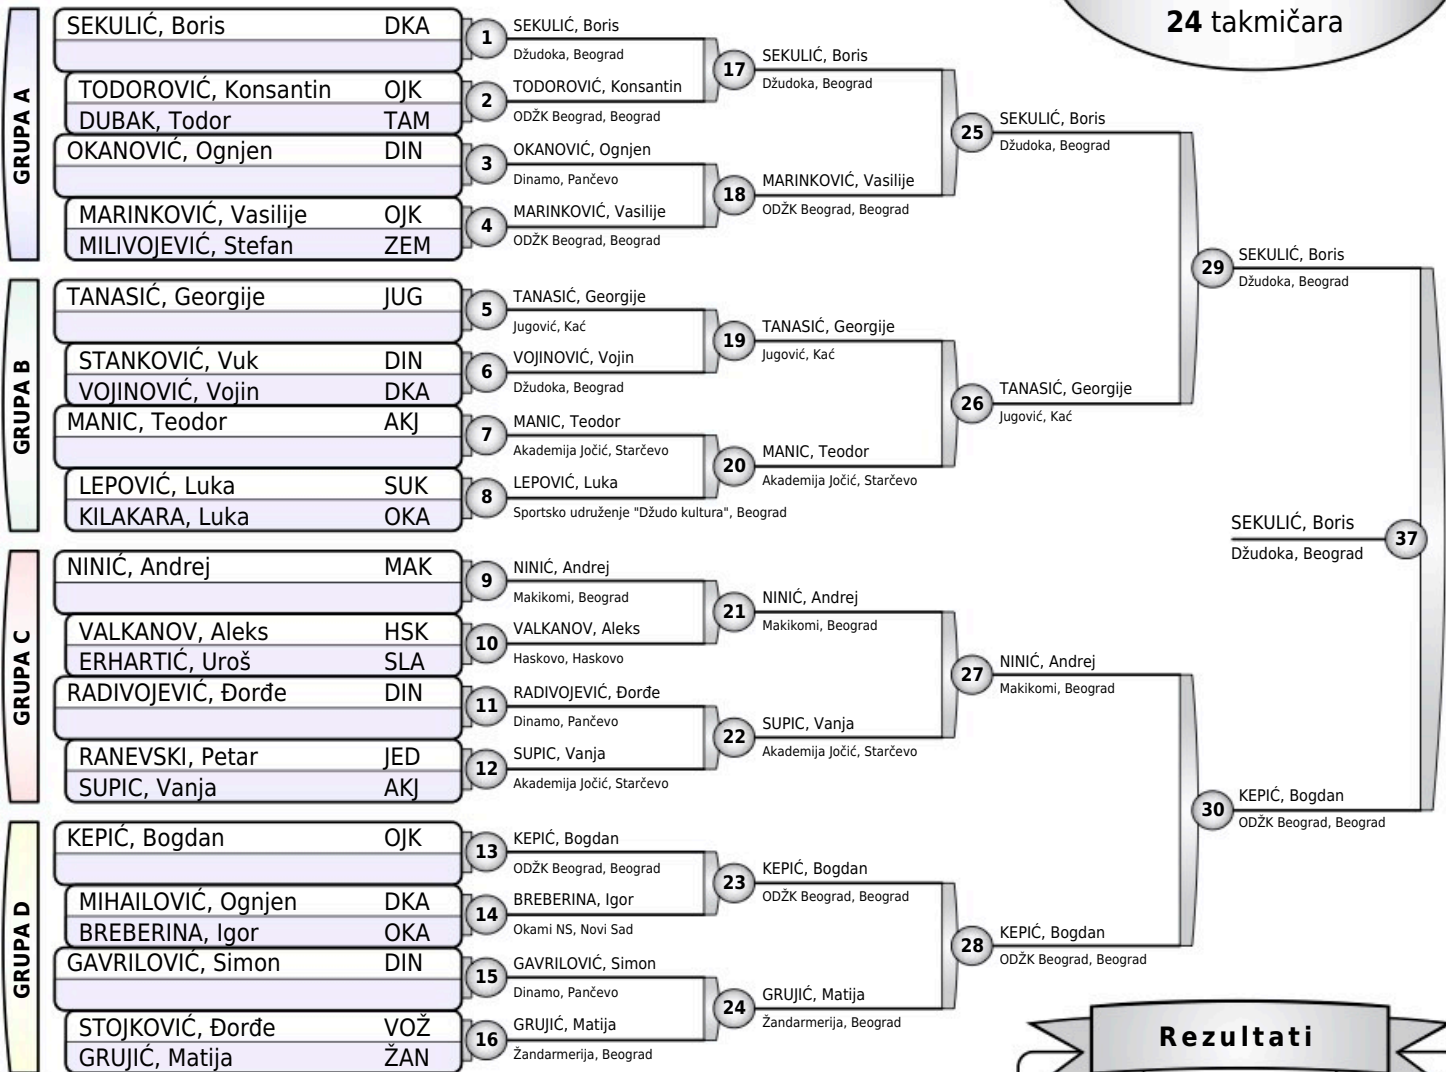 24 takmičara
GRUPA A
SEKULIĆ, Boris DKA
TODOROVIĆ, Konsantin OJK
DUBAK, Todor TAM
OKANOVIĆ, Ognjen DIN
MARINKOVIĆ, Vasilije OJK
MILIVOJEVIĆ, Stefan ZEM
1 SEKULIĆ, Boris
Džudoka, Beograd
2 TODOROVIĆ, Konsantin
ODŽK Beograd, Beograd
3 OKANOVIĆ, Ognjen
Dinamo, Pančevo
4 MARINKOVIĆ, Vasilije
ODŽK Beograd, Beograd
17 SEKULIĆ, Boris
Džudoka, Beograd
18 MARINKOVIĆ, Vasilije
ODŽK Beograd, Beograd
25 SEKULIĆ, Boris
Džudoka, Beograd
GRUPA B
TANASIĆ, Georgije JUG
STANKOVIĆ, Vuk DIN
VOJINOVIĆ, Vojin DKA
MANIC, Teodor AKJ
LEPOVIĆ, Luka SUK
KILAKARA, Luka OKA
5 TANASIĆ, Georgije
Jugović, Kać
6 VOJINOVIĆ, Vojin
Džudoka, Beograd
7 MANIC, Teodor
Akademija Jočić, Starčevo
8 LEPOVIĆ, Luka
Sportsko udruženje "Džudo kultura", Beograd
19 TANASIĆ, Georgije
Jugović, Kać
20 MANIC, Teodor
Akademija Jočić, Starčevo
26 TANASIĆ, Georgije
Jugović, Kać
29 SEKULIĆ, Boris
Džudoka, Beograd
GRUPA C
NINIĆ, Andrej MAK
VALKANOV, Aleks HSK
ERHARTIĆ, Uroš SLA
RADIVOJEVIĆ, Đorđe DIN
RANEVSKI, Petar JED
SUPIC, Vanja AKJ
9 NINIĆ, Andrej
Makikomi, Beograd
10 VALKANOV, Aleks
Haskovo, Haskovo
11 RADIVOJEVIĆ, Đorđe
Dinamo, Pančevo
12 SUPIC, Vanja
Akademija Jočić, Starčevo
21 NINIĆ, Andrej
Makikomi, Beograd
22 SUPIC, Vanja
Akademija Jočić, Starčevo
27 NINIĆ, Andrej
Makikomi, Beograd
GRUPA D
KEPIĆ, Bogdan OJK
MIHAILOVIĆ, Ognjen DKA
BREBERINA, Igor OKA
GAVRILOVIĆ, Simon DIN
STOJKOVIĆ, Đorđe VOŽ
GRUJIĆ, Matija ŽAN
13 KEPIĆ, Bogdan
ODŽK Beograd, Beograd
14 BREBERINA, Igor
Okami NS, Novi Sad
15 GAVRILOVIĆ, Simon
Dinamo, Pančevo
16 GRUJIĆ, Matija
Žandarmerija, Beograd
23 KEPIĆ, Bogdan
ODŽK Beograd, Beograd
24 GRUJIĆ, Matija
Žandarmerija, Beograd
28 KEPIĆ, Bogdan
ODŽK Beograd, Beograd
30 KEPIĆ, Bogdan
ODŽK Beograd, Beograd
SEKULIĆ, Boris 37
Džudoka, Beograd
Rezultati